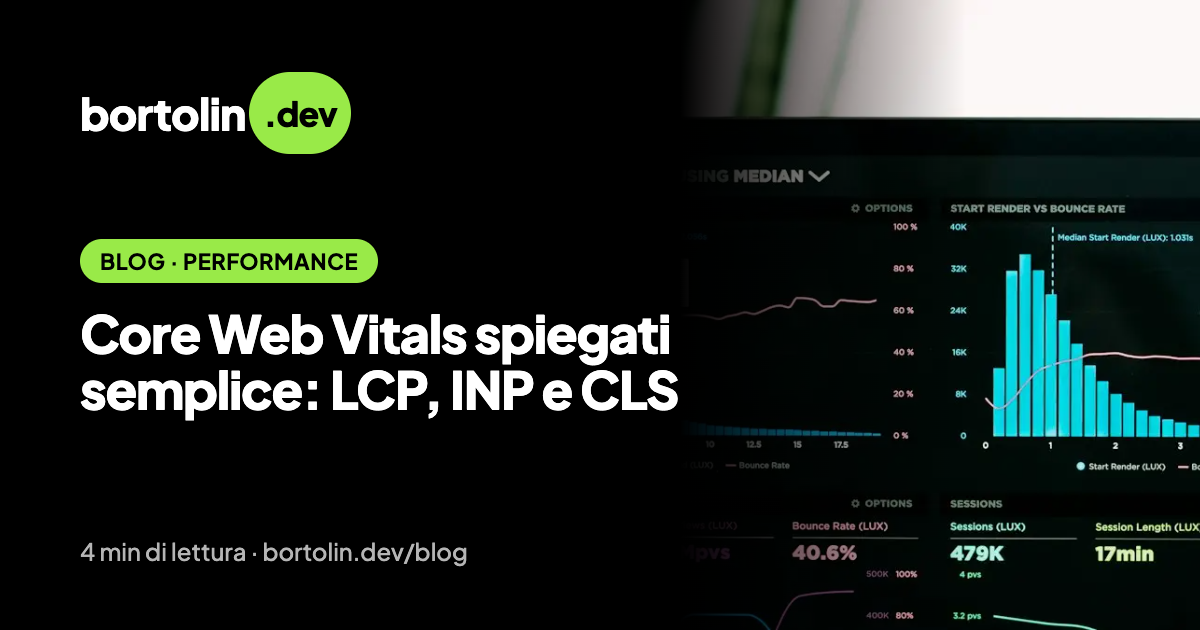 bortolin .dev
BLOG · PERFORMANCE
Core Web Vitals spiegati
semplice: LCP, INP e CLS
4 min di lettura · bortolin.dev/blog
MEDIAN
OPTIONS
100 %
80 %
60 %
40 %
20 %
0 %
10 12.5 15 17.5
Bounce Rate
START RENDER VS BOUNCE RATE
40K
32K
24K
16K
8K
0
Median Start Render (LUX): 1.031s
0 1 2 3
Start Render (LUX)
OPTIONS
Bounce Rate (LUX)
40.6%
500K 100%
400K 80%
SESSIONS
Sessions (LUX)
479K
4 pvs
3.2 pvs
Session Length (LUX)
17min